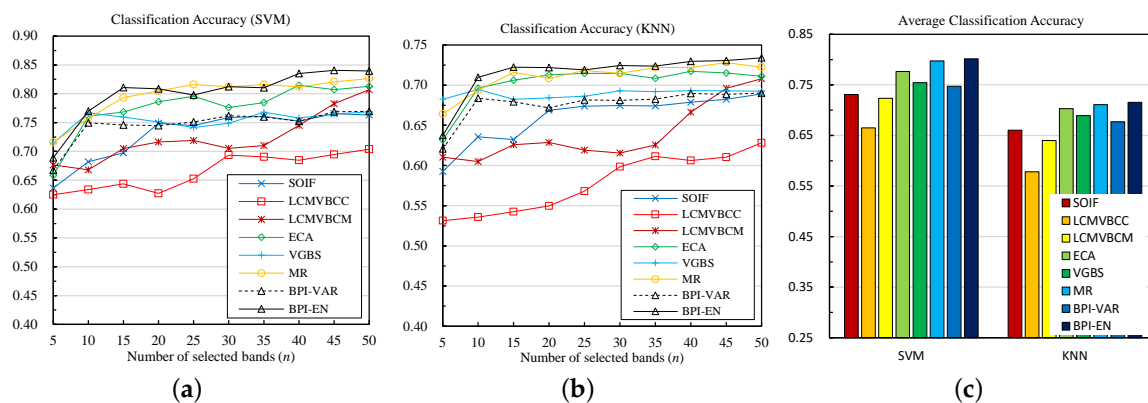 Classification Accuracy (SVM)
0.90
0.85
0.80
0.75
0.70
0.65
0.60
0.55
0.50
0.45
0.40
5 10 15 20 25 30 35 40 45 50
Number of selected bands (n)
SOIF
LCMVBCC
LCMVBCM
ECA
VGBS
MR
BPI-VAR
BPI-EN
(a)
Classification Accuracy (KNN)
0.75
0.70
0.65
0.60
0.55
0.50
0.45
0.40
5 10 15 20 25 30 35 40 45 50
Number of selected bands (n)
SOIF
LCMVBCC
LCMVBCM
ECA
VGBS
MR
BPI-VAR
BPI-EN
(b)
Average Classification Accuracy
0.85
0.75
0.65
0.55
0.45
0.35
0.25
SVM KNN
SOIF
LCMVBCC
LCMVBCM
ECA
VGBS
MR
BPI-VAR
BPI-EN
(c)